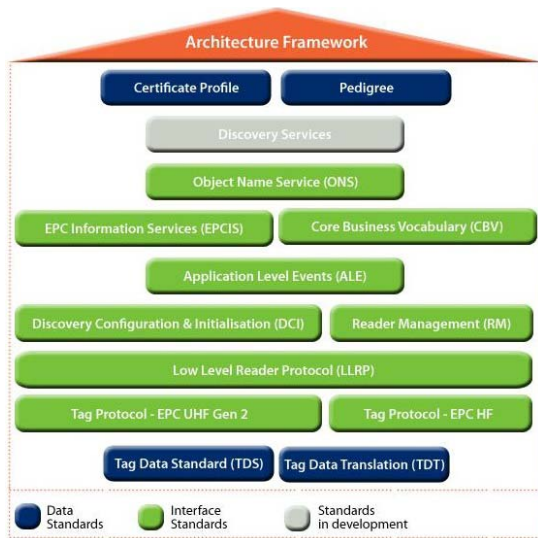 Architecture Framework
Certificate Profile
Pedigree
Discovery Services
Object Name Service (ONS)
EPC Information Services (EPCIS)
Core Business Vocabulary (CBV)
Application Level Events (ALE)
Discovery Configuration & Initialisation (DCI)
Reader Management (RM)
Low Level Reader Protocol (LLRP)
Tag Protocol - EPC UHF Gen 2
Tag Protocol - EPC HF
Tag Data Standard (TDS)
Tag Data Translation (TDT)
Data
Standards
Interface
Standards
Standards
in development